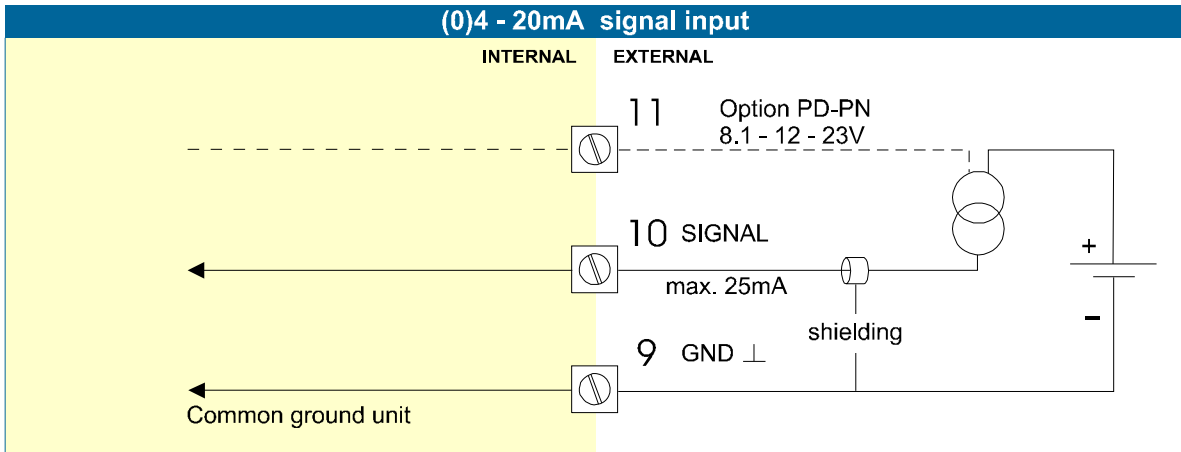 (0)4 - 20mA signal input
INTERNAL EXTERNAL
11 Option PD-PN
8.1 - 12 - 23V
10 SIGNAL
max. 25mA
+
-
shielding
9 GND ⊥
Common ground unit